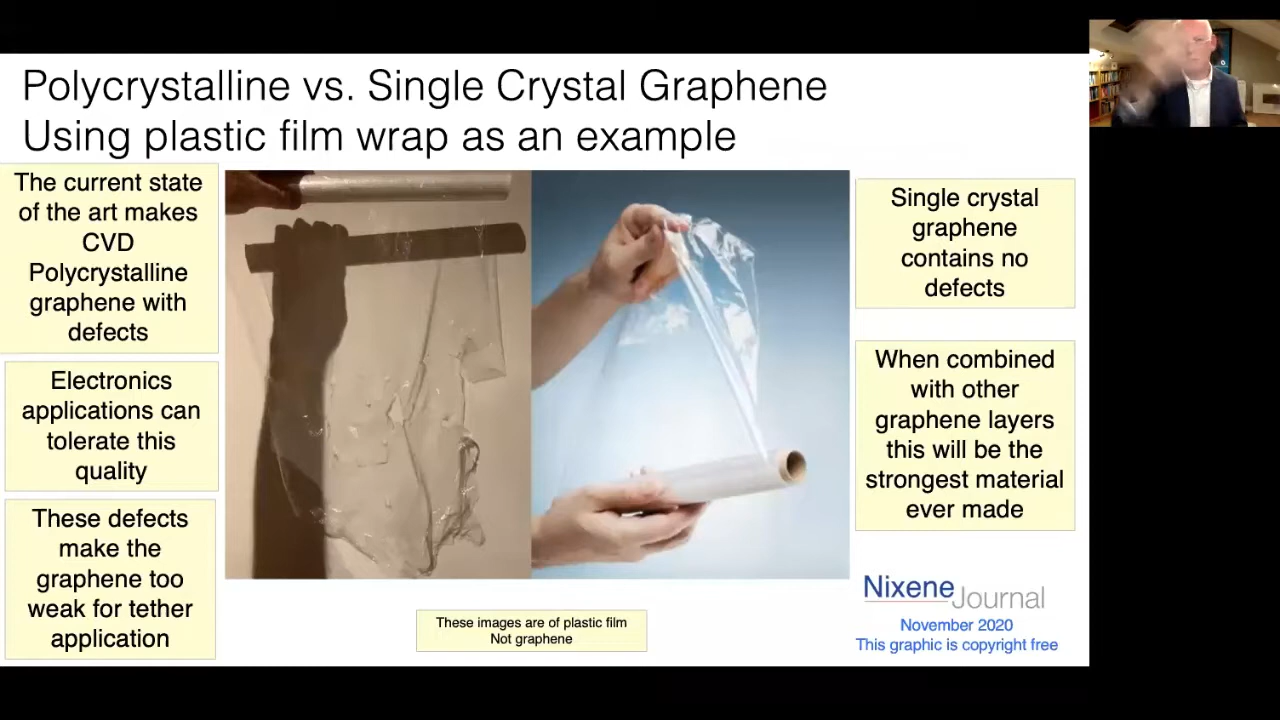 Polycrystalline vs. Single Crystal Graphene
Using plastic film wrap as an example
The current state
of the art makes
CVD
Polycrystalline
graphene with
defects
Electronics
applications can
tolerate this
quality
These defects
make the
graphene too
weak for tether
application
Single crystal
graphene
contains no
defects
When combined
with other
graphene layers
this will be the
strongest material
ever made
These images are of plastic film
Not graphene
Nixene
Journal
November 2020
This graphic is copyright free